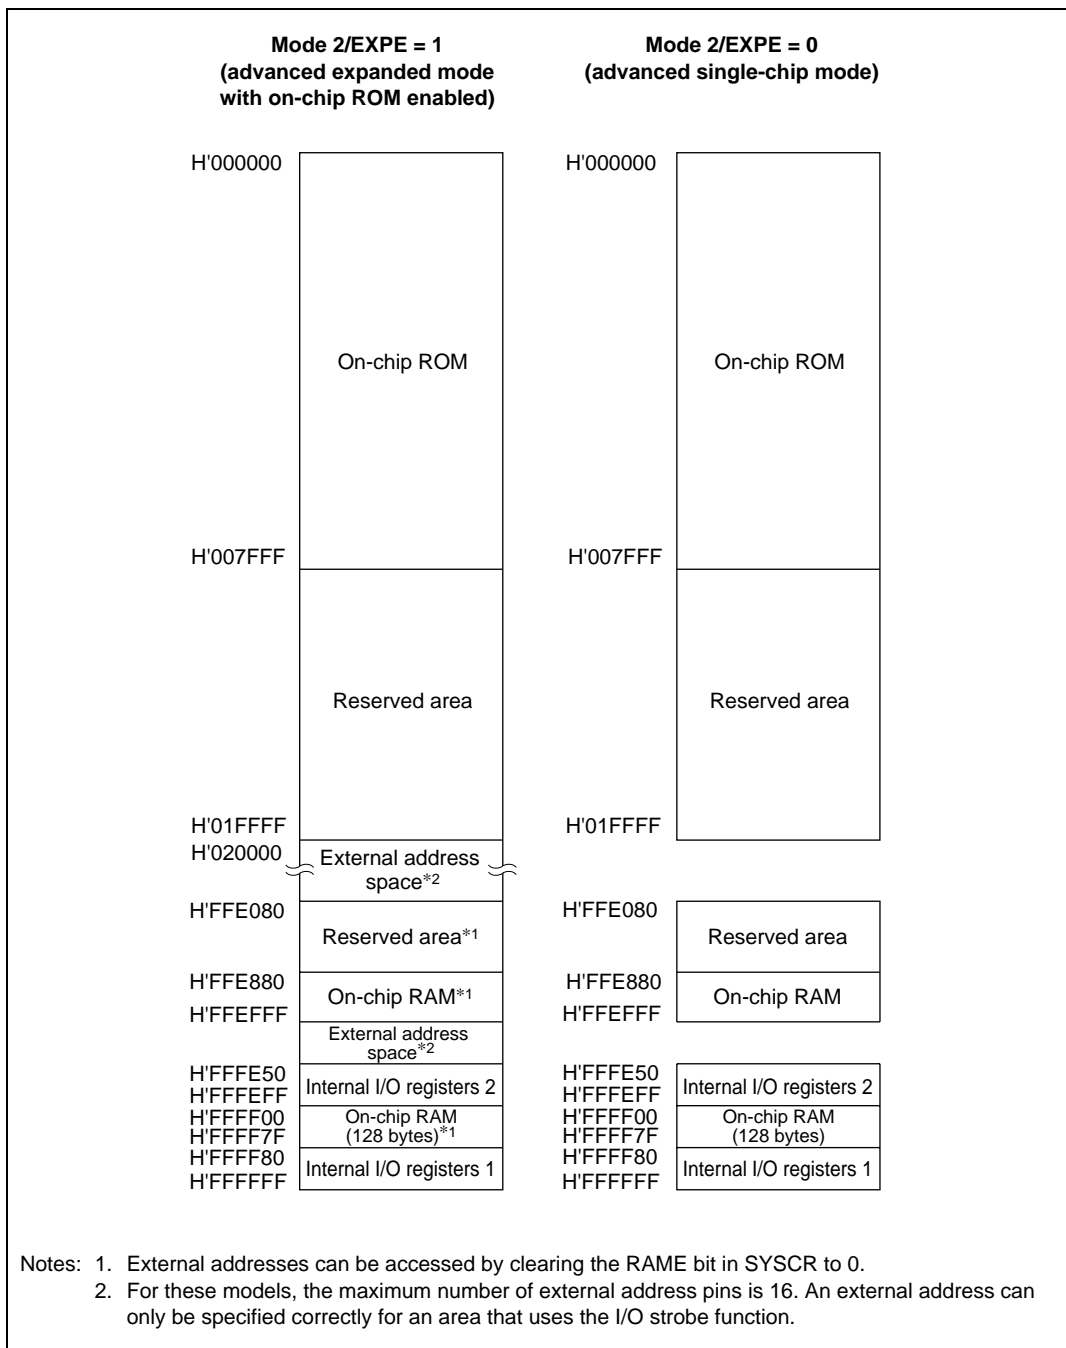 Mode 2/EXPE = 1
(advanced expanded mode
with on-chip ROM enabled)
H'000000
On-chip ROM
H'007FFF
Reserved area
H'01FFFF
H'020000
External address
space*2
H'FFE080
Reserved area*1
H'FFE880
On-chip RAM*1
H'FFEFFF
External address
space*2
H'FFFE50
Internal I/O registers 2
H'FFFEFF
H'FFFF00
On-chip RAM
(128 bytes)*1
H'FFFF7F
H'FFFF80
Internal I/O registers 1
H'FFFFFF
Mode 2/EXPE = 0
(advanced single-chip mode)
H'000000
On-chip ROM
H'007FFF
Reserved area
H'01FFFF
H'FFE080
Reserved area
H'FFE880
On-chip RAM
H'FFEFFF
H'FFFE50
Internal I/O registers 2
H'FFFEFF
H'FFFF00
On-chip RAM
(128 bytes)
H'FFFF7F
H'FFFF80
Internal I/O registers 1
H'FFFFFF
Notes: 1. External addresses can be accessed by clearing the RAME bit in SYSCR to 0.
2. For these models, the maximum number of external address pins is 16. An external address can
only be specified correctly for an area that uses the I/O strobe function.